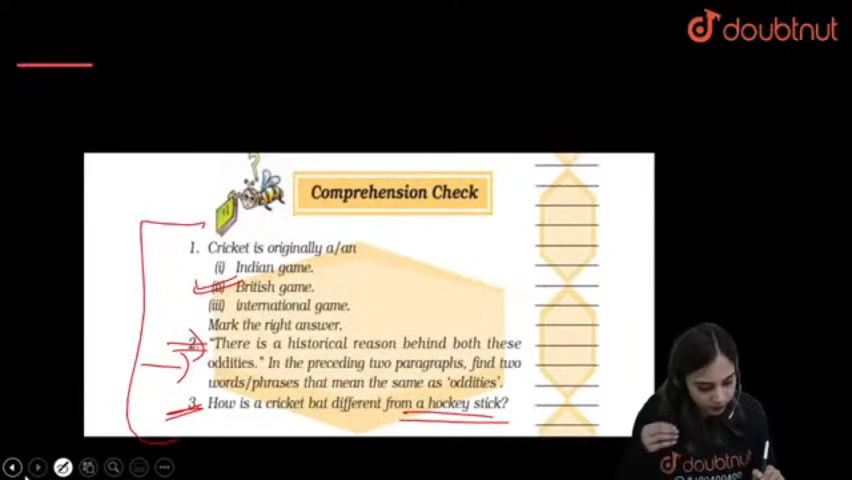 doubtnut
Comprehension Check
1. Cricket is originally a/an
(i) Indian game.
(ii) British game.
(iii) international game.
Mark the right answer.
2. "There is a historical reason behind both these
oddities." In the preceding two paragraphs, find two
words/phrases that mean the same as 'oddities'.
3. How is a cricket bat different from a hockey stick?
doubtnut